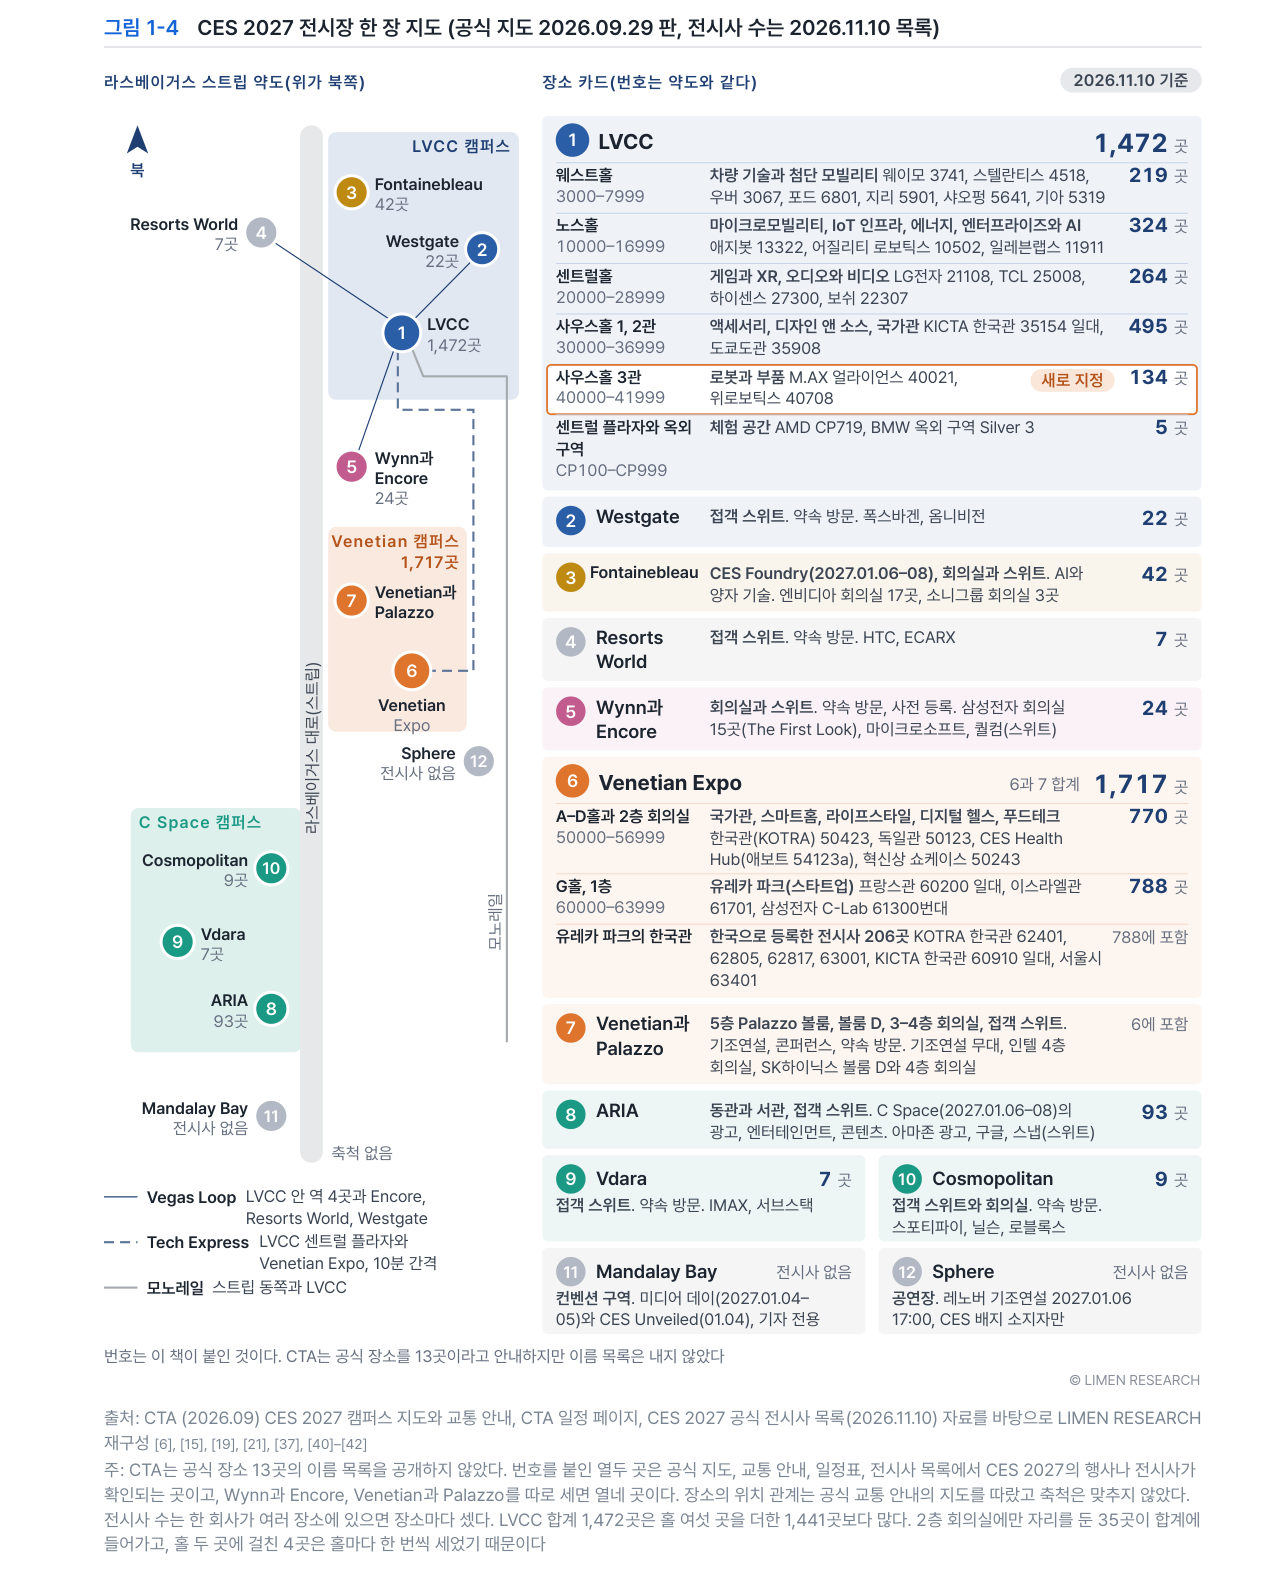 그림 1-4 CES 2027 전시장 한 장 지도 (공식 지도 2026.09.29 판, 전시사 수는 2026.11.10 목록)
라스베이거스 스트립 약도(위가 북쪽)
북
LVCC 캠퍼스
3 Fontainebleau
42곳
Resorts World 4
7곳
Westgate 2
22곳
1 LVCC
1,472곳
5 Wynn과
Encore
24곳
Venetian 캠퍼스
1,717곳
7 Venetian과
Palazzo
6
Venetian
Expo
Sphere 12
전시사 없음
라스베이거스 대로(스트립)
C Space 캠퍼스
Cosmopolitan 10
9곳
모노레일
9 Vdara
7곳
ARIA 8
93곳
Mandalay Bay 11
전시사 없음
축척 없음
Vegas Loop LVCC 안 역 4곳과 Encore,
Resorts World, Westgate
Tech Express LVCC 센트럴 플라자와
Venetian Expo, 10분 간격
모노레일 스트립 동쪽과 LVCC
장소 카드(번호는 약도와 같다) 2026.11.10 기준
1 LVCC 1,472 곳
웨스트홀 차량 기술과 첨단 모빌리티 웨이모 3741, 스텔란티스 4518, 219 곳
3000–7999 우버 3067, 포드 6801, 지리 5901, 샤오펑 5641, 기아 5319
노스홀 마이크로모빌리티, IoT 인프라, 에너지, 엔터프라이즈와 AI 324 곳
10000–16999 애지봇 13322, 어질리티 로보틱스 10502, 일레븐랩스 11911
센트럴홀 게임과 XR, 오디오와 비디오 LG전자 21108, TCL 25008, 264 곳
20000–28999 하이센스 27300, 보쉬 22307
사우스홀 1, 2관 액세서리, 디자인 앤 소스, 국가관 KICTA 한국관 35154 일대, 495 곳
30000–36999 도쿄도관 35908
사우스홀 3관 로봇과 부품 M.AX 얼라이언스 40021, 새로 지정 134 곳
40000–41999 위로보틱스 40708
센트럴 플라자와 옥외 체험 공간 AMD CP719, BMW 옥외 구역 Silver 3 5 곳
구역
CP100–CP999
2 Westgate 접객 스위트. 약속 방문. 폭스바겐, 옴니비전 22 곳
3 Fontainebleau CES Foundry(2027.01.06–08), 회의실과 스위트. AI와 42 곳
양자 기술. 엔비디아 회의실 17곳, 소니그룹 회의실 3곳
4 Resorts 접객 스위트. 약속 방문. HTC, ECARX 7 곳
World
5 Wynn과 회의실과 스위트. 약속 방문, 사전 등록. 삼성전자 회의실 24 곳
Encore 15곳(The First Look), 마이크로소프트, 퀄컴(스위트)
6 Venetian Expo 6과 7 합계 1,717 곳
A–D홀과 2층 회의실 국가관, 스마트홈, 라이프스타일, 디지털 헬스, 푸드테크 770 곳
50000–56999 한국관(KOTRA) 50423, 독일관 50123, CES Health
Hub(애보트 54123a), 혁신상 쇼케이스 50243
G홀, 1층 유레카 파크(스타트업) 프랑스관 60200 일대, 이스라엘관 788 곳
60000–63999 61701, 삼성전자 C-Lab 61300번대
유레카 파크의 한국관 한국으로 등록한 전시사 206곳 KOTRA 한국관 62401, 788에 포함
62805, 62817, 63001, KICTA 한국관 60910 일대, 서울시
63401
7 Venetian과 5층 Palazzo 볼룸, 볼룸 D, 3–4층 회의실, 접객 스위트. 6에 포함
Palazzo 기조연설, 콘퍼런스, 약속 방문. 기조연설 무대, 인텔 4층
회의실, SK하이닉스 볼룸 D와 4층 회의실
8 ARIA 동관과 서관, 접객 스위트. C Space(2027.01.06–08)의 93 곳
광고, 엔터테인먼트, 콘텐츠. 아마존 광고, 구글, 스냅(스위트)
9 Vdara 7 곳
접객 스위트. 약속 방문. IMAX, 서브스택
10 Cosmopolitan 9 곳
접객 스위트와 회의실. 약속 방문.
스포티파이, 닐슨, 로블록스
11 Mandalay Bay 전시사 없음
컨벤션 구역. 미디어 데이(2027.01.04–
05)와 CES Unveiled(01.04), 기자 전용
12 Sphere 전시사 없음
공연장. 레노버 기조연설 2027.01.06
17:00, CES 배지 소지자만
번호는 이 책이 붙인 것이다. CTA는 공식 장소를 13곳이라고 안내하지만 이름 목록은 내지 않았다
© LIMEN RESEARCH
출처: CTA (2026.09) CES 2027 캠퍼스 지도와 교통 안내, CTA 일정 페이지, CES 2027 공식 전시사 목록(2026.11.10) 자료를 바탕으로 LIMEN RESEARCH
재구성 [6], [15], [19], [21], [37], [40]–[42]
주: CTA는 공식 장소 13곳의 이름 목록을 공개하지 않았다. 번호를 붙인 열두 곳은 공식 지도, 교통 안내, 일정표, 전시사 목록에서 CES 2027의 행사나 전시사가
확인되는 곳이고, Wynn과 Encore, Venetian과 Palazzo를 따로 세면 열네 곳이다. 장소의 위치 관계는 공식 교통 안내의 지도를 따랐고 축척은 맞추지 않았다.
전시사 수는 한 회사가 여러 장소에 있으면 장소마다 셌다. LVCC 합계 1,472곳은 홀 여섯 곳을 더한 1,441곳보다 많다. 2층 회의실에만 자리를 둔 35곳이 합계에
들어가고, 홀 두 곳에 걸친 4곳은 홀마다 한 번씩 세었기 때문이다